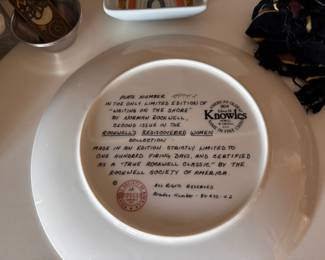 PLATE NUMBER
IN THE ONLY LIMITED EDITION OF
"WAITING ON THE SHORE"
BY NORMAN ROCKWELL,
SECOND ISSUE IN THE
ROCKWELL'S REDISCOVERED WOMEN
COLLECTION
MADE IN AN EDITION STRICTLY LIMITED TO
ONE HUNDRED FIRING DAYS, AND CERTIFIED
AS A "TRUE ROCKWELL CLASSIC" BY THE
ROCKWELL SOCIETY OF AMERICA.
All Rights Reserved
Knowles